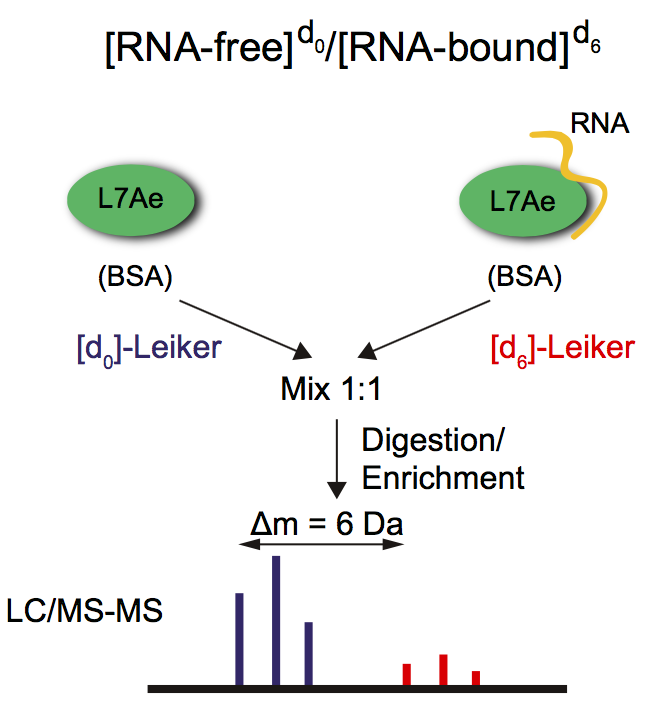 [RNA-free]d0/[RNA-bound]d6
RNA
L7Ae
L7Ae
(BSA)
(BSA)
[d0]-Leiker
[d6]-Leiker
Mix 1:1
Digestion/
Enrichment
Δm = 6 Da
LC/MS-MS